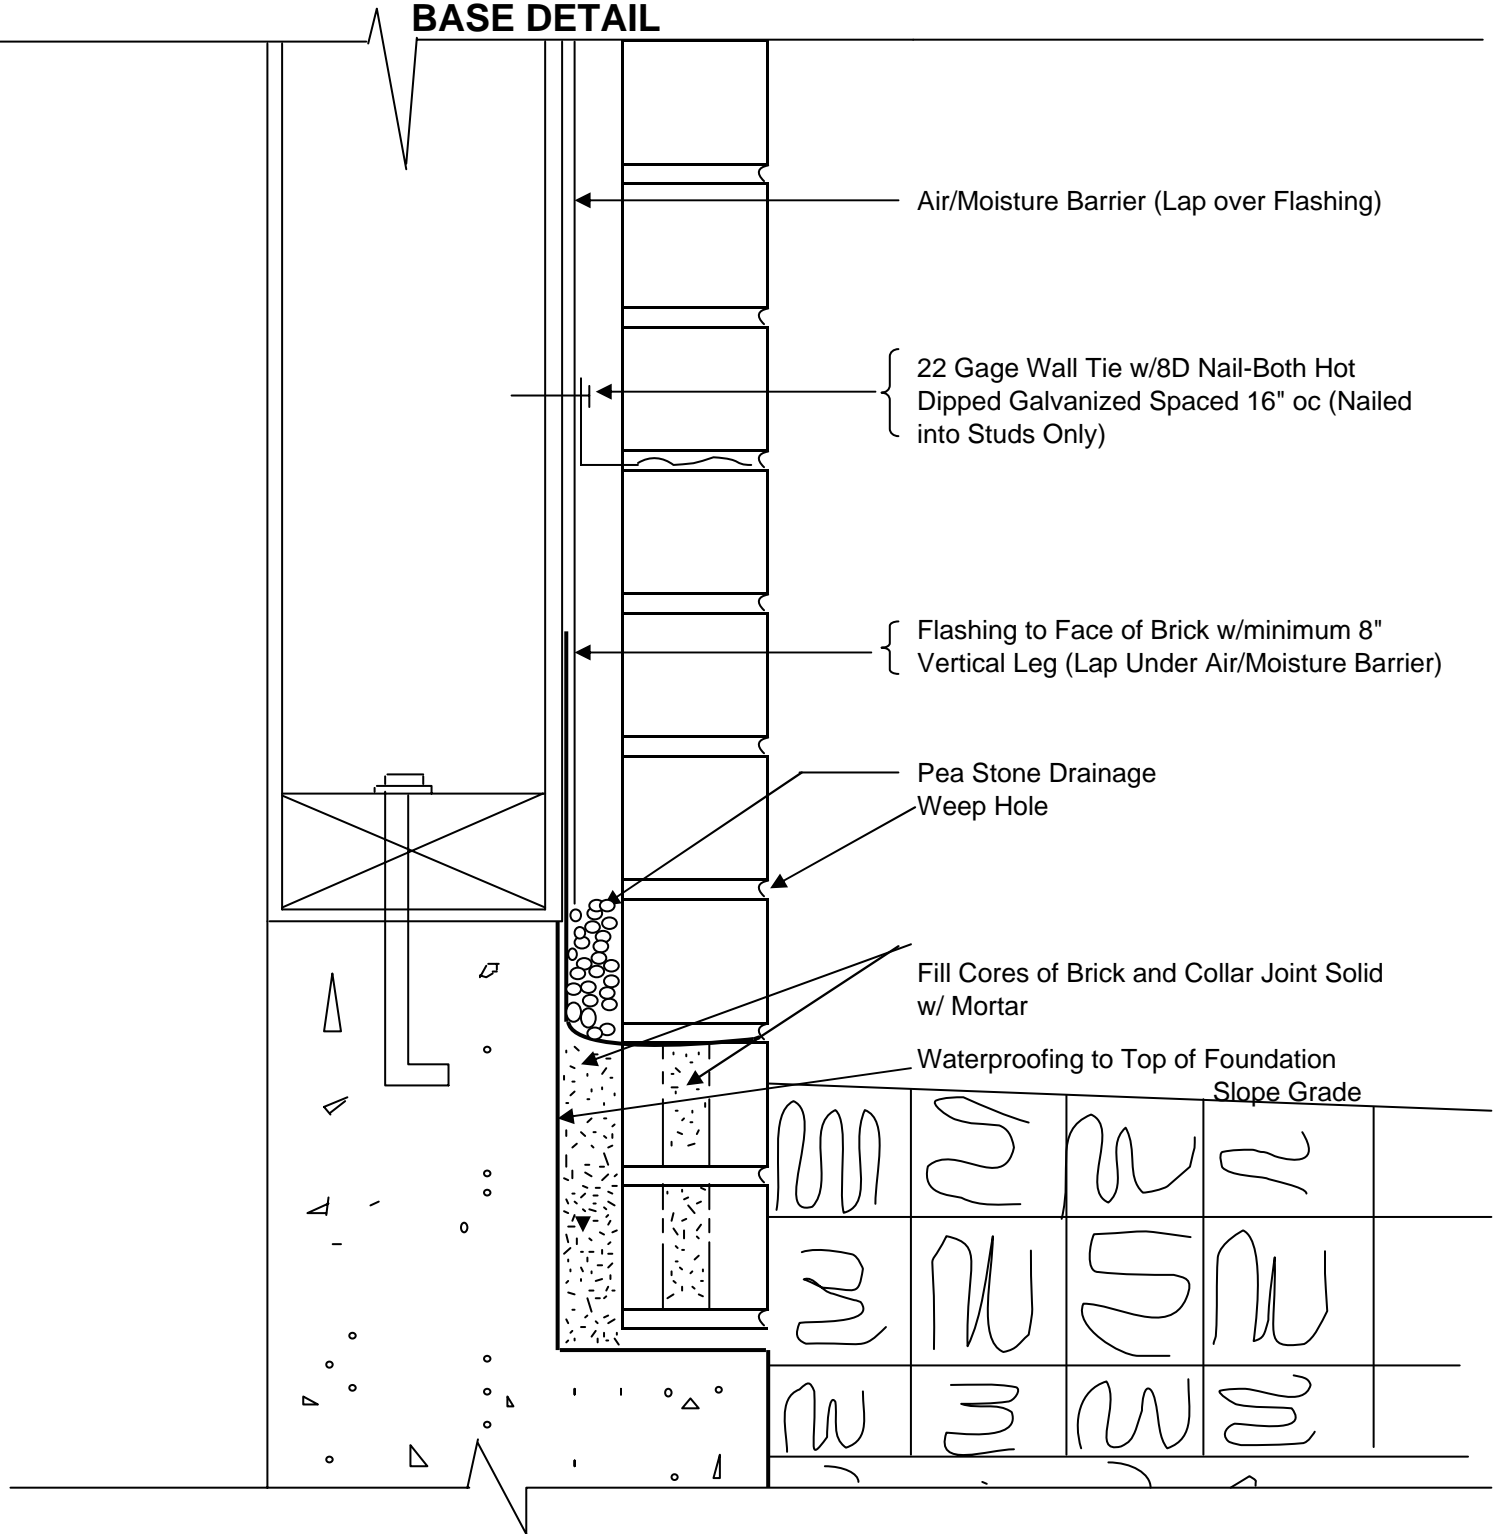 BASE DETAIL
Air/Moisture Barrier (Lap over Flashing)
22 Gage Wall Tie w/8D Nail-Both Hot
Dipped Galvanized Spaced 16" oc (Nailed
into Studs Only)
Flashing to Face of Brick w/minimum 8"
Vertical Leg (Lap Under Air/Moisture Barrier)
Pea Stone Drainage
Weep Hole
Fill Cores of Brick and Collar Joint Solid
w/ Mortar
Waterproofing to Top of Foundation
Slope Grade